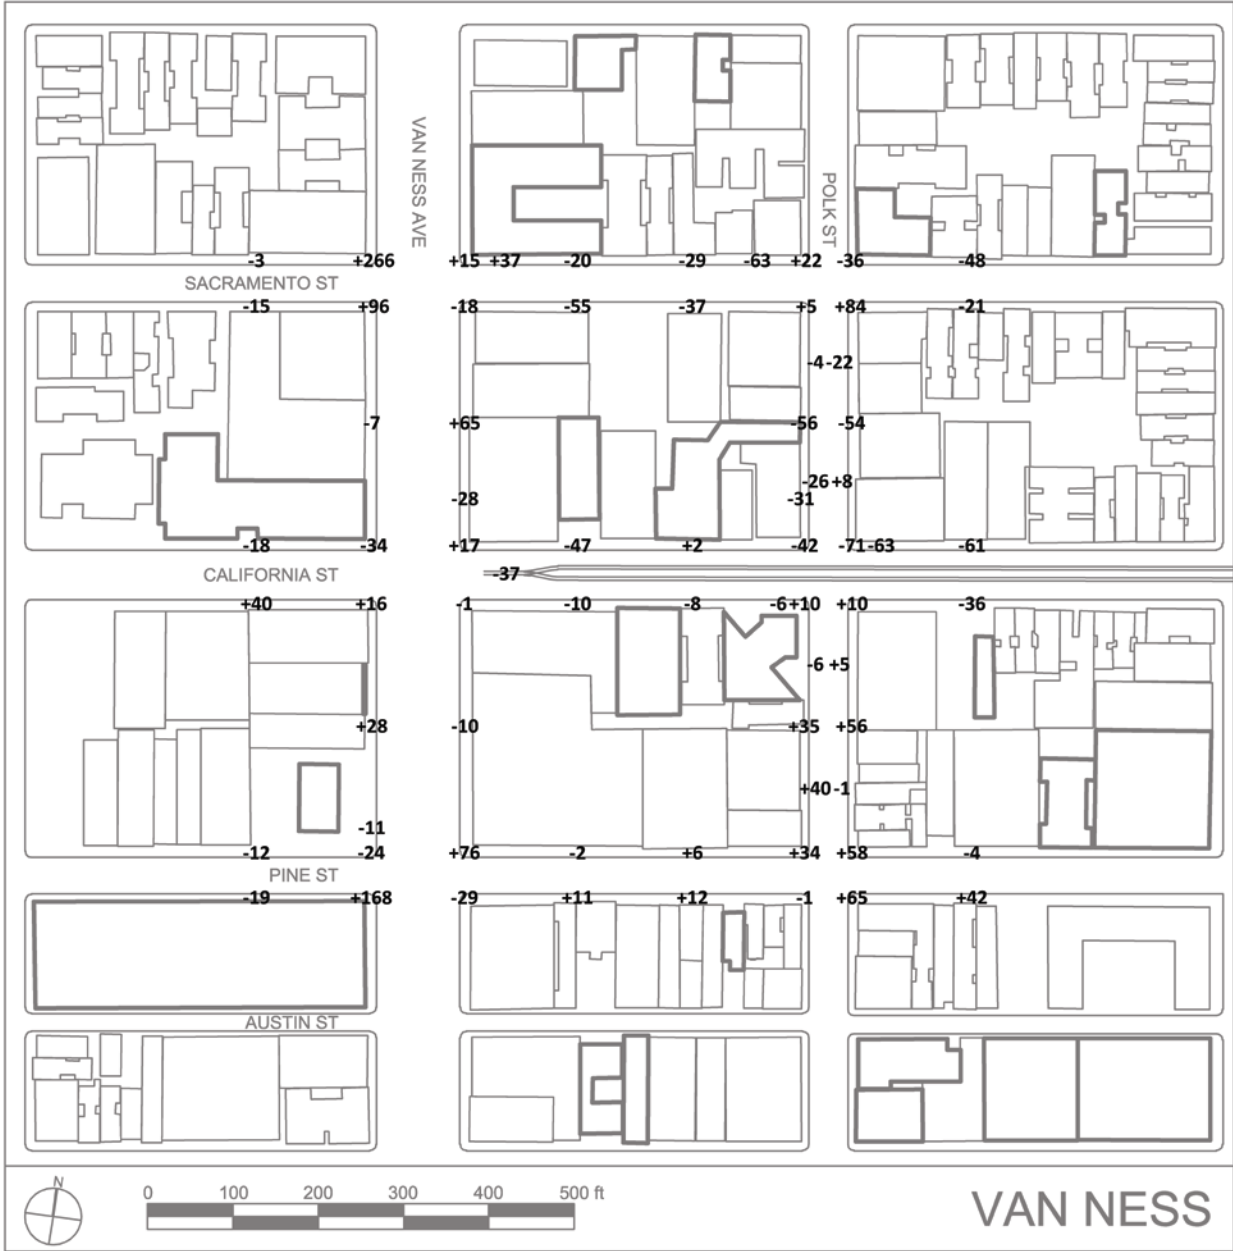 VAN NESS AVE
POLK ST
-3 +266 +15 +37 -20 -29 -63 +22 -36 -48
SACRAMENTO ST
-15 +96 -18 -55 -37 +5 +84 -21
-4 -22
-7 +65 -56 -54
-26 +8
-28 -31
-18 -34 +17 -47 +2 -42 -71 -63 -61
CALIFORNIA ST
-37
+40 +16 -1 -10 -8 -6 +10 +10 -36
-6 +5
+28 -10 +35 +56
+40 -1
-11
-12 -24 +76 -2 +6 +34 +58 -4
PINE ST
-19 +168 -29 +11 +12 -1 +65 +42
AUSTIN ST
N
0 100 200 300 400 500 ft
VAN NESS